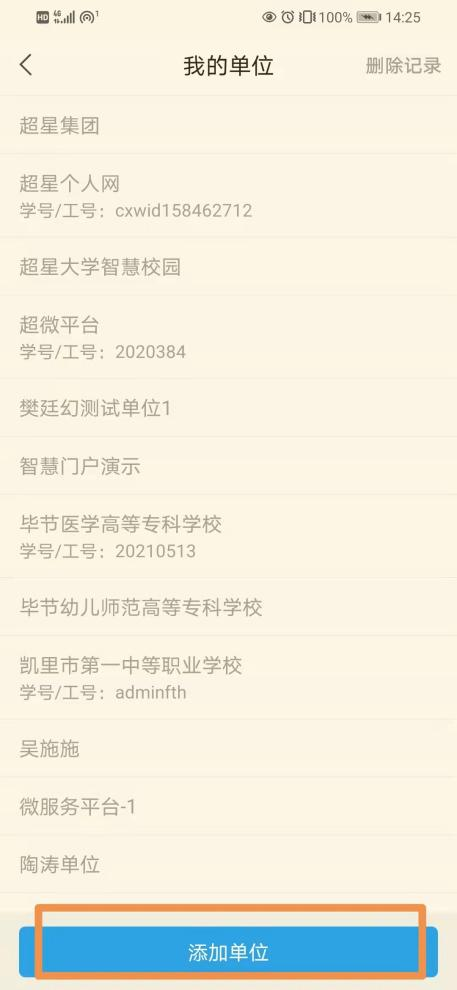 HD 4G 1 100% 14:25
我的单位 删除记录
超星集团
超星个人网
学号/工号：cxwid158462712
超星大学智慧校园
超微平台
学号/工号：2020384
樊廷幻测试单位1
智慧门户演示
毕节医学高等专科学校
学号/工号：20210513
毕节幼儿师范高等专科学校
凯里市第一中等职业学校
学号/工号：adminfth
吴施施
微服务平台-1
陶涛单位
添加单位